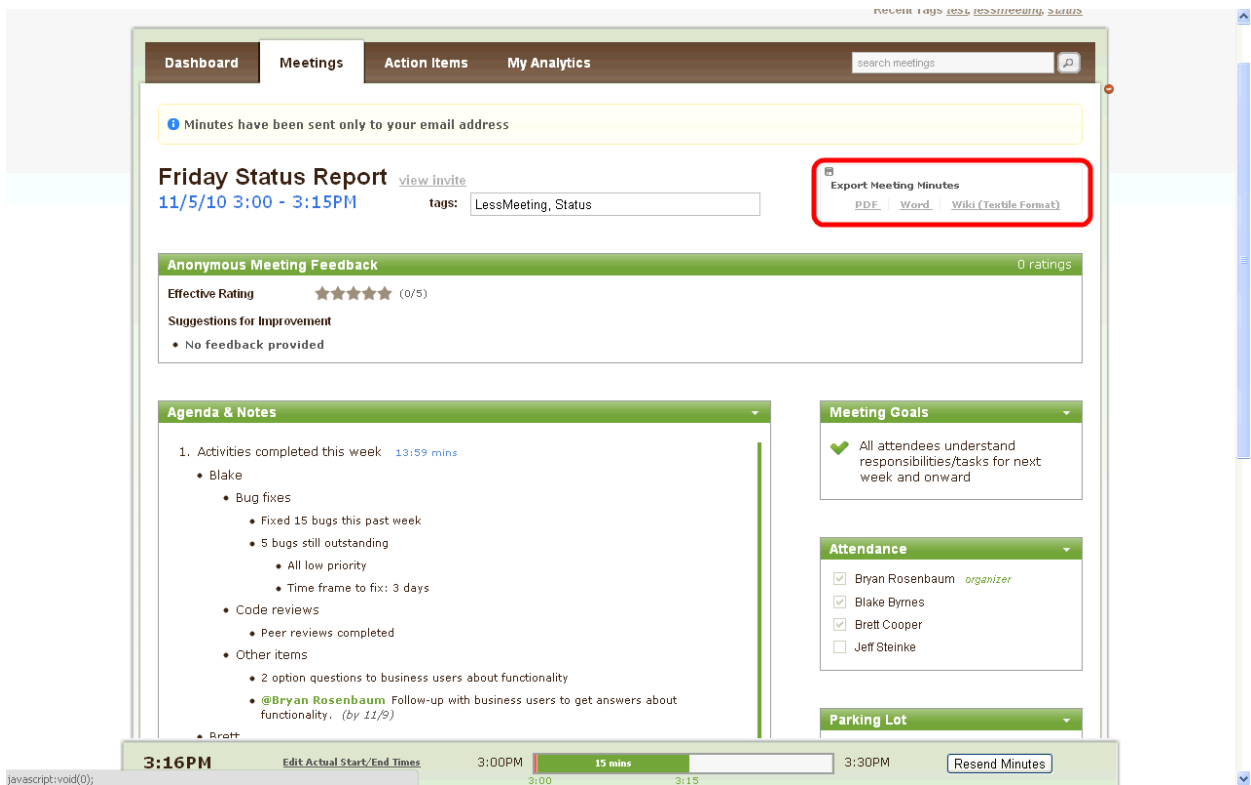 Recent Tags test, lessmeeting, status
Dashboard Meetings Action Items My Analytics search meetings
Minutes have been sent only to your email address
Friday Status Report view invite
11/5/10 3:00 - 3:15PM tags: LessMeeting, Status
Export Meeting Minutes
PDF Word Wiki (Textile Format)
Anonymous Meeting Feedback 0 ratings
Effective Rating (0/5)
Suggestions for Improvement
• No feedback provided
Agenda & Notes
1. Activities completed this week 13:59 mins
• Blake
• Bug fixes
• Fixed 15 bugs this past week
• 5 bugs still outstanding
• All low priority
• Time frame to fix: 3 days
• Code reviews
• Peer reviews completed
• Other items
• 2 option questions to business users about functionality
• @Bryan Rosenbaum Follow-up with business users to get answers about
functionality. (by 11/9)
• Brett
Meeting Goals
All attendees understand
responsibilities/tasks for next
week and onward
Attendance
Bryan Rosenbaum organizer
Blake Byrnes
Brett Cooper
Jeff Steinke
Parking Lot
3:16PM Edit Actual Start/End Times 3:00PM 15 mins 3:30PM Resend Minutes
3:00 3:15
javascript:void(0);